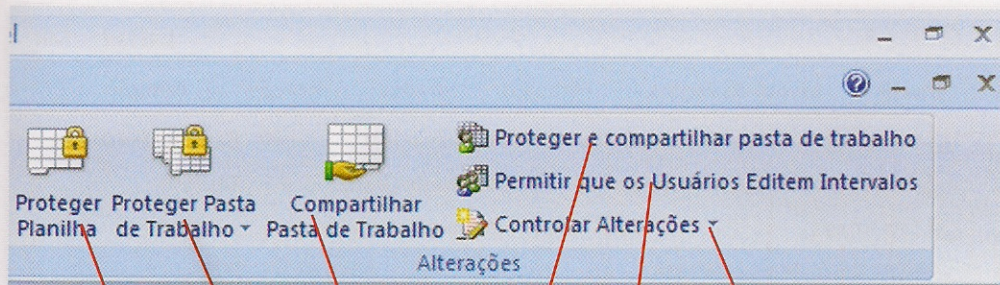 Proteger
Planilha
Proteger Pasta
de Trabalho
Compartilhar
Pasta de Trabalho
Proteger e compartilhar pasta de trabalho
Permitir que os Usuários Editem Intervalos
Controlar Alterações
Alterações